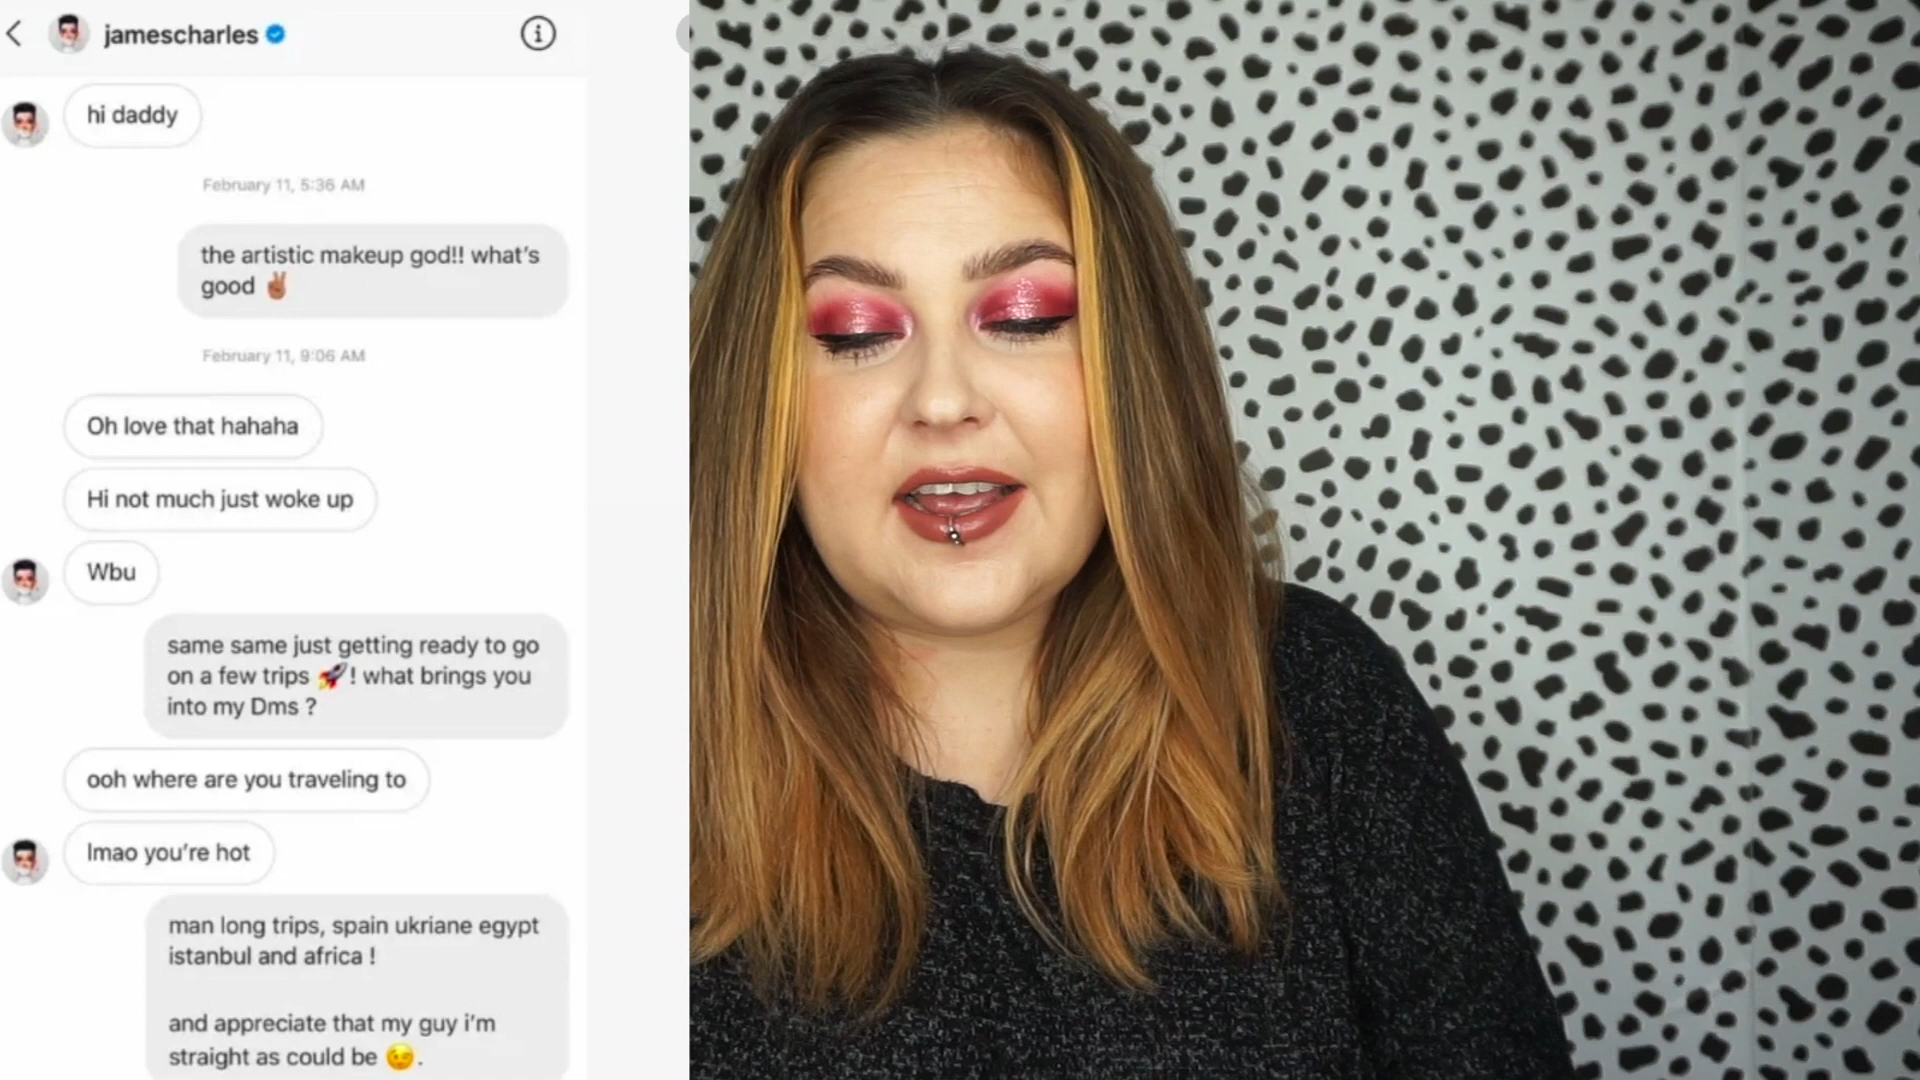 jamescharles
hi daddy
February 11, 5:36 AM
the artistic makeup god!! what's
good ✌🏽
February 11, 9:06 AM
Oh love that hahaha
Hi not much just woke up
Wbu
same same just getting ready to go
on a few trips 🚀! what brings you
into my Dms ?
ooh where are you traveling to
lmao you're hot
man long trips, spain ukriane egypt
istanbul and africa !
and appreciate that my guy i'm
straight as could be 😉.